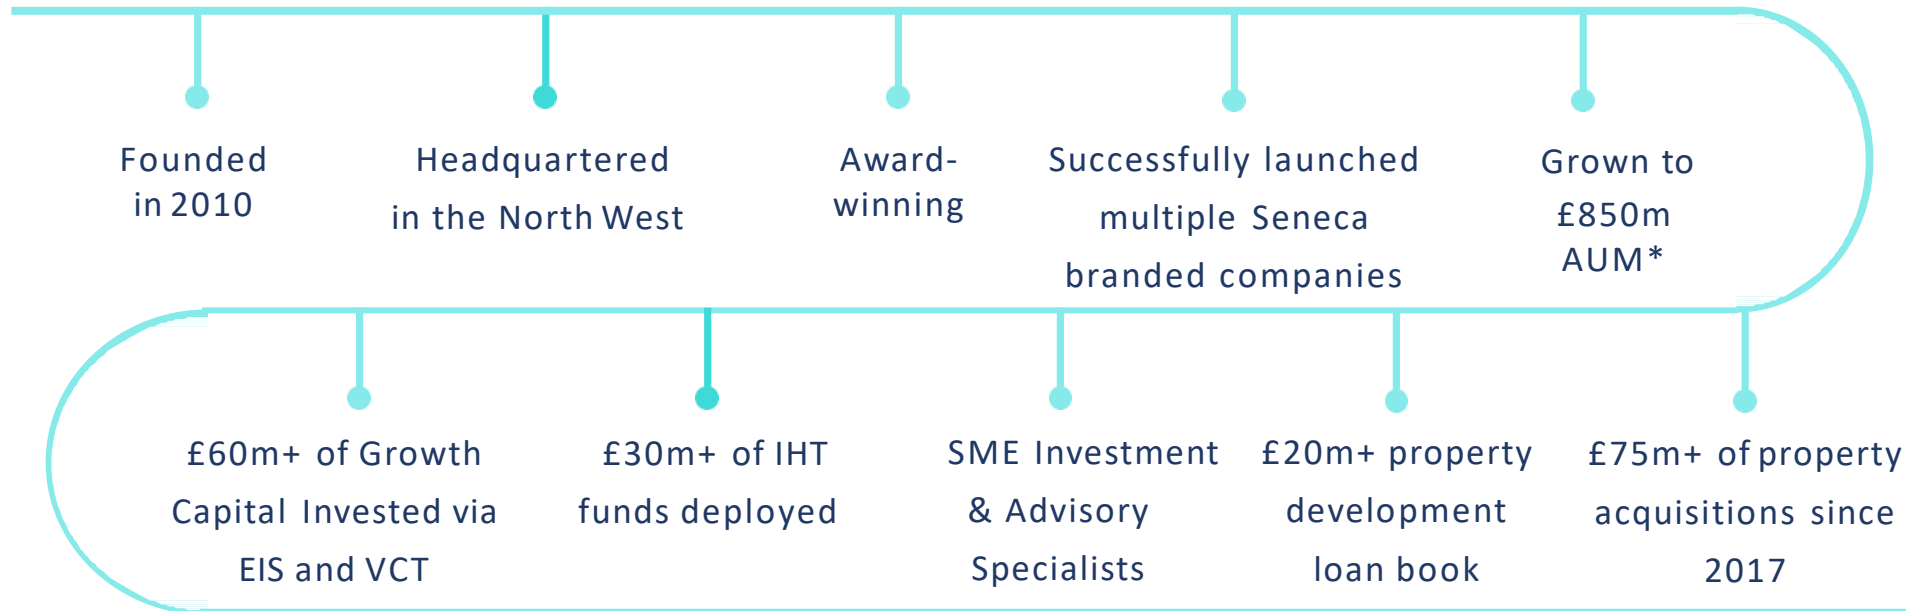 Founded
in 2010
Headquartered
in the North West
Award-
winning
Successfully launched
multiple Seneca
branded companies
Grown to
£850m
AUM*
£60m+ of Growth
Capital Invested via
EIS and VCT
£30m+ of IHT
funds deployed
SME Investment
& Advisory
Specialists
£20m+ property
development
loan book
£75m+ of property
acquisitions since
2017